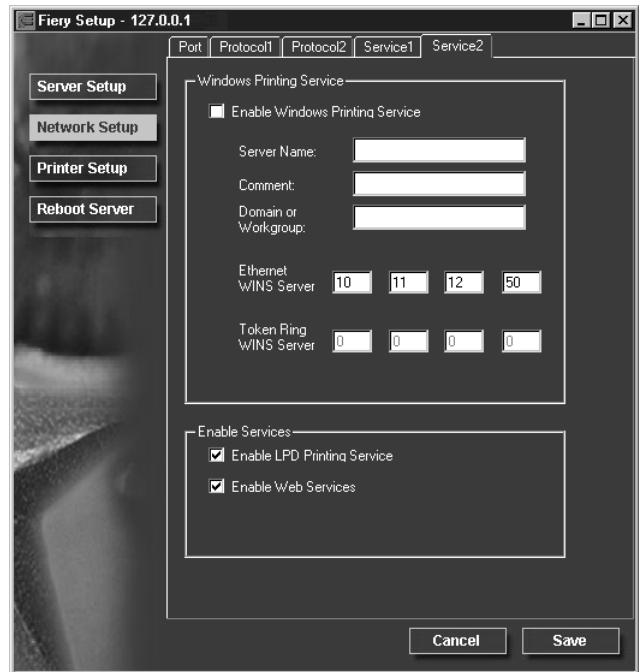 Fiery Setup - 127.0.0.1
Port Protocol1 Protocol2 Service1 Service2
Server Setup
Network Setup
Printer Setup
Reboot Server
Windows Printing Service
Enable Windows Printing Service
Server Name:
Comment:
Domain or
Workgroup:
Ethernet
WINS Server 10 11 12 50
Token Ring
WINS Server 0 0 0 0
Enable Services
Enable LPD Printing Service
Enable Web Services
Cancel Save